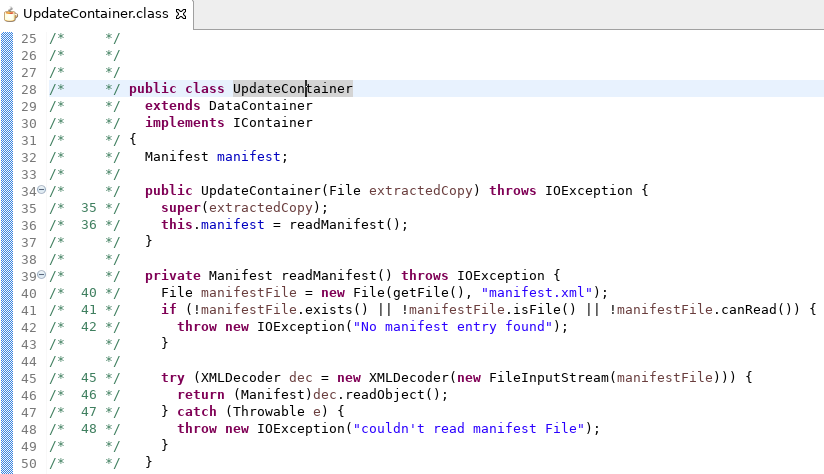 UpdateContainer.class
25 /*     */
26 /*     */
27 /*     */
28 /*     */ public class UpdateContainer
29 /*     */   extends DataContainer
30 /*     */   implements IContainer
31 /*     */ {
32 /*     */   Manifest manifest;
33 /*     */
34 /*     */   public UpdateContainer(File extractedCopy) throws IOException {
35 /*  35 */     super(extractedCopy);
36 /*  36 */     this.manifest = readManifest();
37 /*     */   }
38 /*     */
39 /*     */   private Manifest readManifest() throws IOException {
40 /*  40 */     File manifestFile = new File(getFile(), "manifest.xml");
41 /*  41 */     if (!manifestFile.exists() || !manifestFile.isFile() || !manifestFile.canRead()) {
42 /*  42 */       throw new IOException("No manifest entry found");
43 /*     */     }
44 /*     */
45 /*  45 */     try (XMLDecoder dec = new XMLDecoder(new FileInputStream(manifestFile))) {
46 /*  46 */       return (Manifest)dec.readObject();
47 /*  47 */     } catch (Throwable e) {
48 /*  48 */       throw new IOException("couldn't read manifest File");
49 /*     */     }
50 /*     */   }